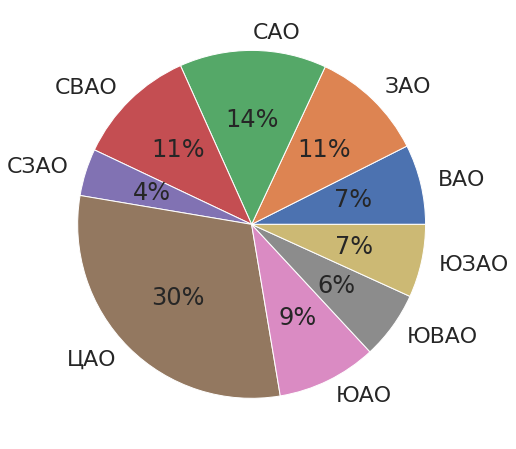 САО
СВАО
ЗАО
14%
11%
11%
СЗАО
ВАО
4%
7%
7%
ЮЗАО
6%
30%
9%
ЮВАО
ЦАО
ЮАО